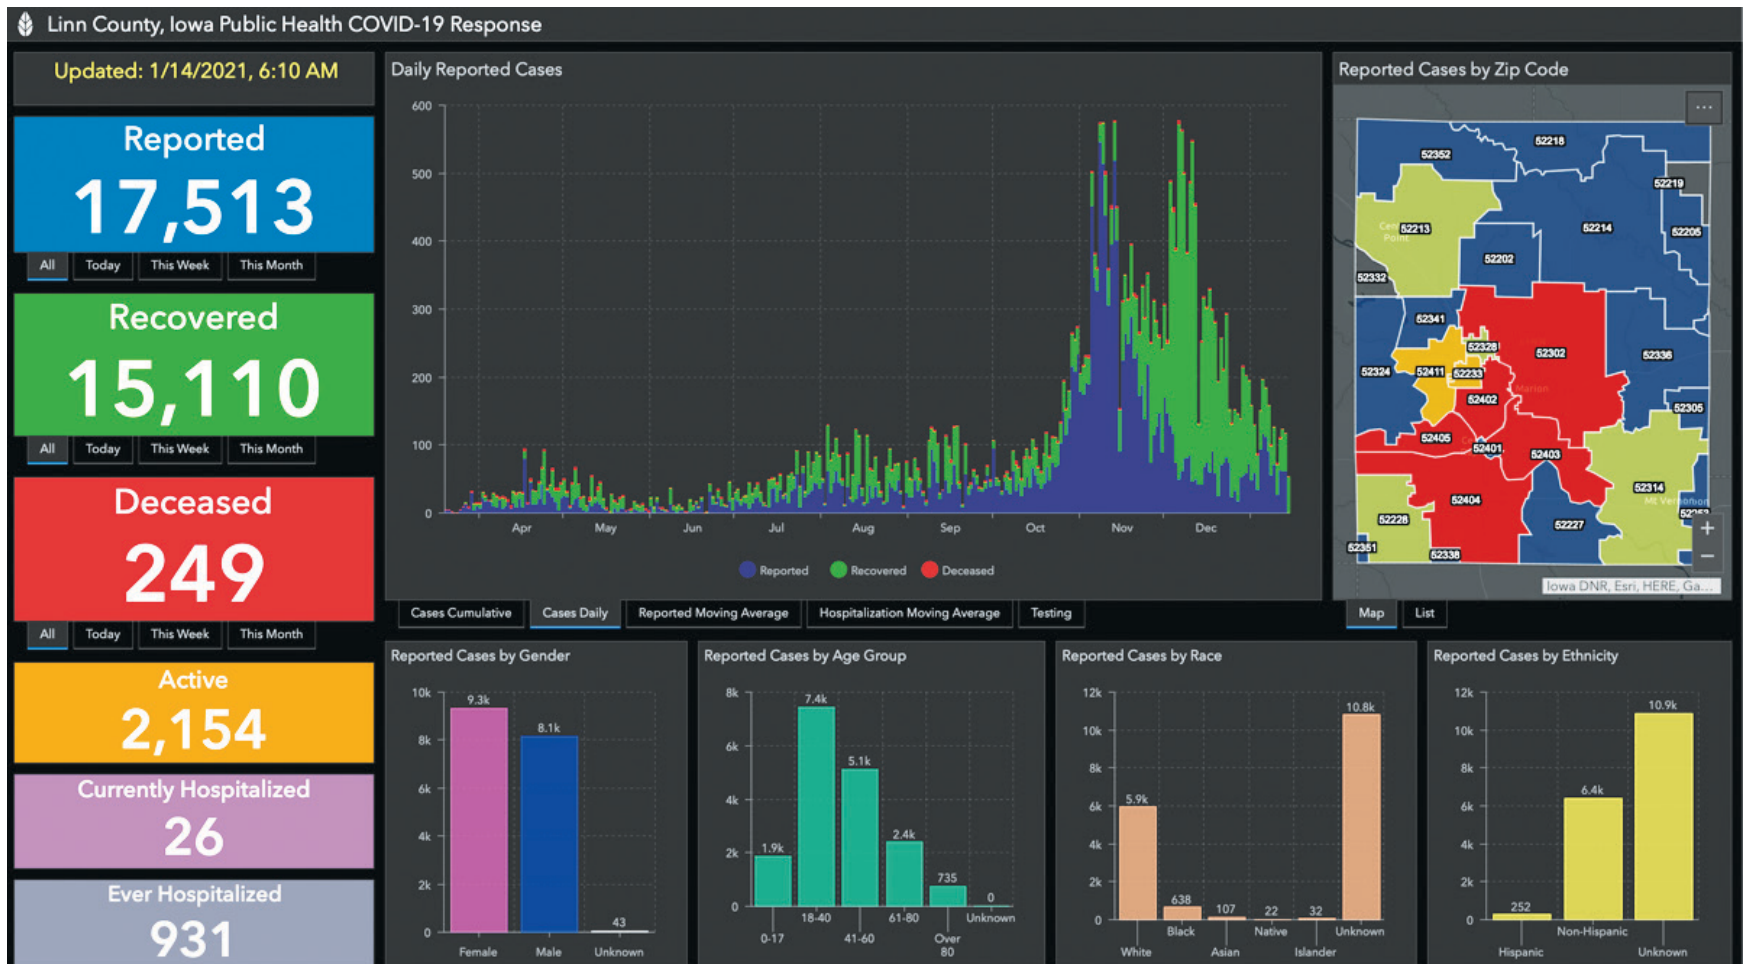 Linn County, Iowa Public Health COVID-19 Response
Updated: 1/14/2021, 6:10 AM
Reported
17,513
All Today This Week This Month
Recovered
15,110
All Today This Week This Month
Deceased
249
All Today This Week This Month
Active
2,154
Currently Hospitalized
26
Ever Hospitalized
931
Daily Reported Cases
600
500
400
300
200
100
0
Apr May Jun Jul Aug Sep Oct Nov Dec
Reported Recovered Deceased
Cases Cumulative Cases Daily Reported Moving Average Hospitalization Moving Average Testing
Reported Cases by Zip Code
...
52218
52352
52219
52213
Point
52214
52205
52202
52332
52341
52328
52302
52336
52324
52411
52233
Marion
52402
52305
52405
52401
52403
52314
Mt Vernon
52404
52228
52227
52351
52338
+
−
Iowa DNR, Esri, HERE, Ga...
Map List
Reported Cases by Gender
10k
8k
6k
4k
2k
0
9.3k
8.1k
43
Female Male Unknown
Reported Cases by Age Group
8k
6k
4k
2k
0
1.9k
7.4k
5.1k
2.4k
735
0
0-17 18-40 41-60 61-80 Over 80 Unknown
Reported Cases by Race
12k
10k
8k
6k
4k
2k
0
5.9k
638
107
22
32
10.8k
White Black Asian Native Islander Unknown
Reported Cases by Ethnicity
12k
10k
8k
6k
4k
2k
0
252
6.4k
10.9k
Hispanic Non-Hispanic Unknown